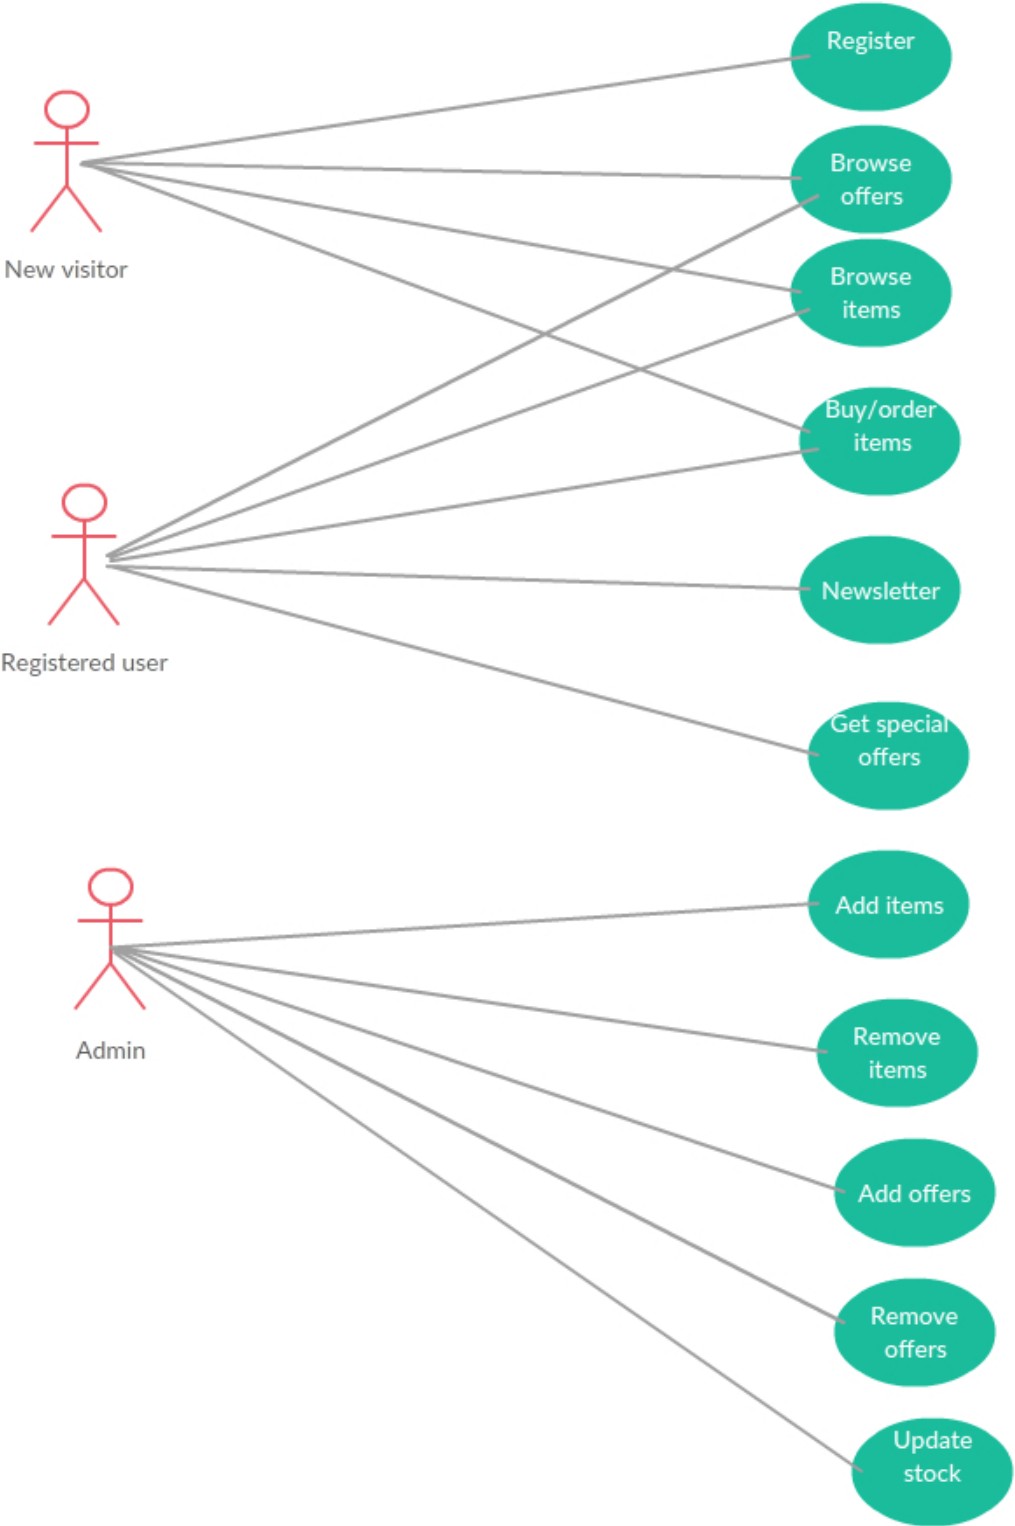 Register
Browse
offers
New visitor
Browse
items
Buy/order
items
Newsletter
Registered user
Get special
offers
Add items
Admin
Remove
items
Add offers
Remove
offers
Update
stock